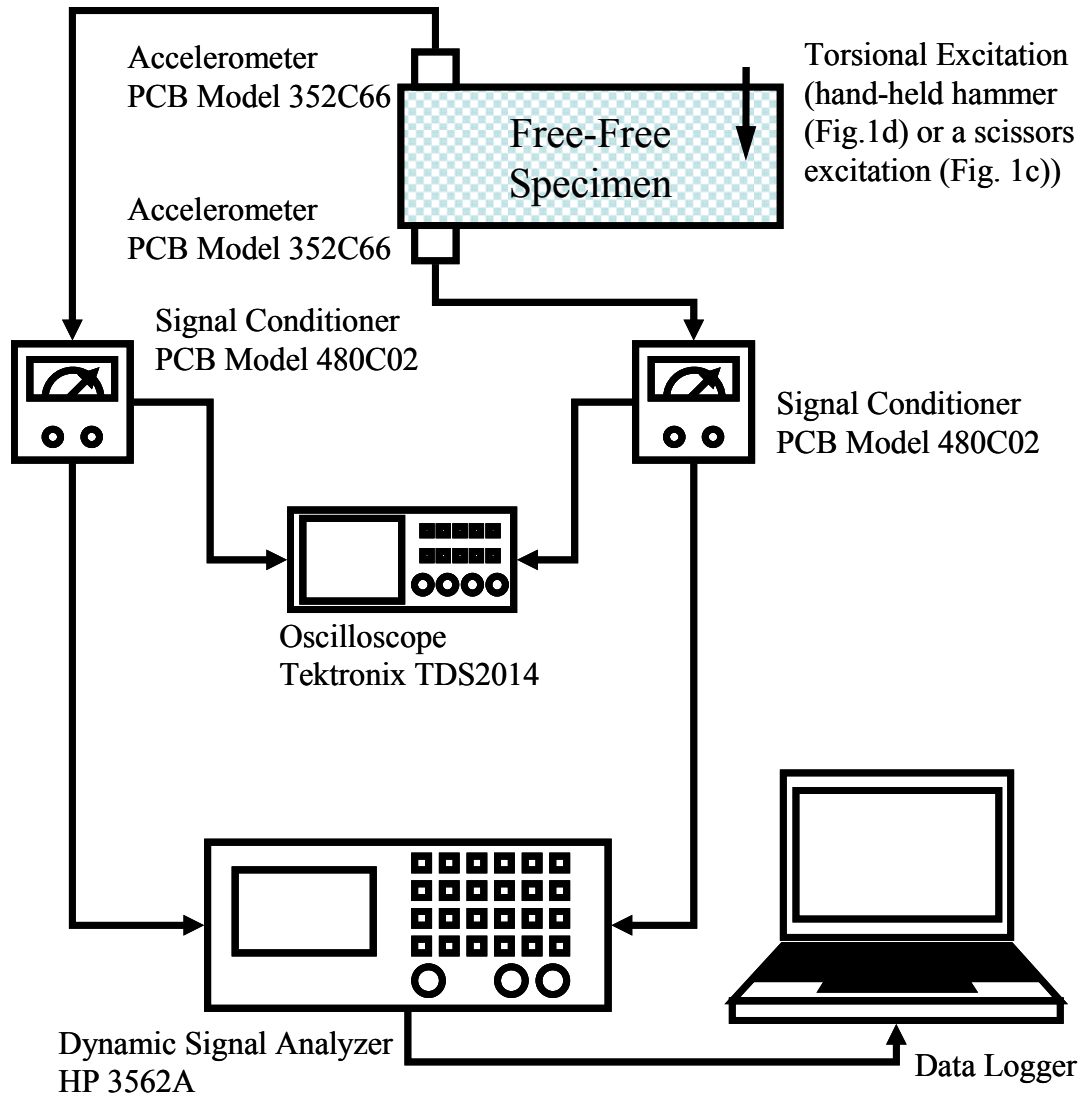 Accelerometer
PCB Model 352C66
Torsional Excitation
(hand-held hammer
(Fig.1d) or a scissors
excitation (Fig. 1c))
Free-Free
Specimen
Accelerometer
PCB Model 352C66
Signal Conditioner
PCB Model 480C02
Signal Conditioner
PCB Model 480C02
Oscilloscope
Tektronix TDS2014
Dynamic Signal Analyzer
HP 3562A
Data Logger